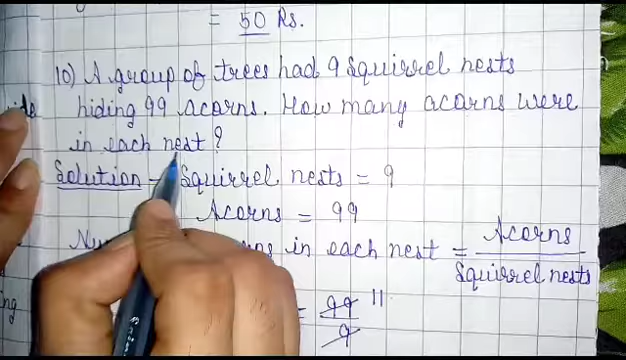 = 50 Rs.
10) A group of trees had 9 squirrel nests
hiding 99 acorns. How many acorns were
in each nest?
Solution - Squirrel nests = 9
Acorns = 99
in each nest = Acorns / Squirrel nests
= 99 / 9 11